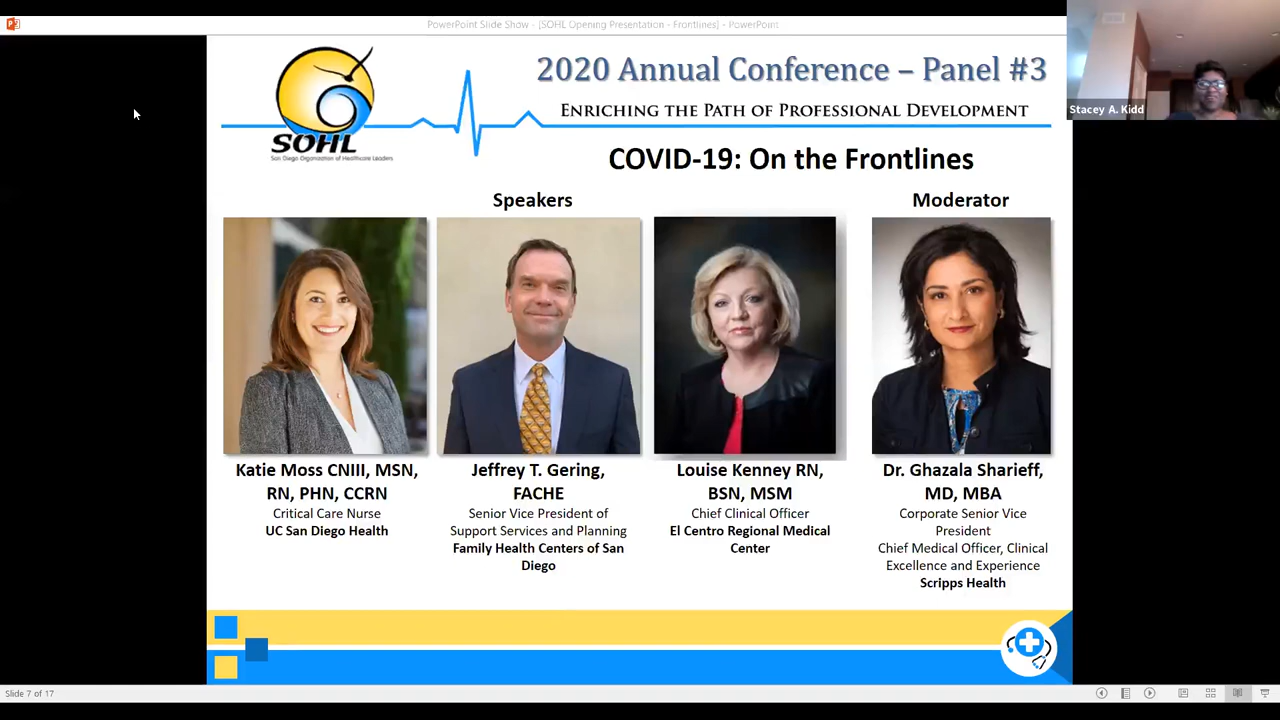 PowerPoint Slide Show - [SOHL Opening Presentation - Frontlines] - PowerPoint
Stacey A. Kidd
SOHL
San Diego Organization of Healthcare Leaders
2020 Annual Conference – Panel #3
Enriching the Path of Professional Development
COVID-19: On the Frontlines
Speakers
Moderator
Katie Moss CNIII, MSN,
RN, PHN, CCRN
Critical Care Nurse
UC San Diego Health
Jeffrey T. Gering,
FACHE
Senior Vice President of
Support Services and Planning
Family Health Centers of San
Diego
Louise Kenney RN,
BSN, MSM
Chief Clinical Officer
El Centro Regional Medical
Center
Dr. Ghazala Sharieff,
MD, MBA
Corporate Senior Vice
President
Chief Medical Officer, Clinical
Excellence and Experience
Scripps Health
Slide 7 of 17